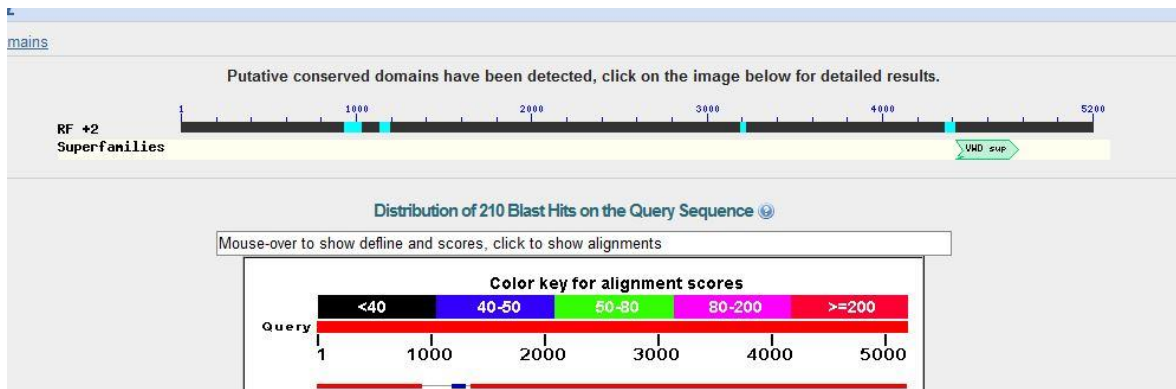 mains
Putative conserved domains have been detected, click on the image below for detailed results.
1 1000 2000 3000 4000 5200
RF +2
Superfamilies VWD sup
Distribution of 210 Blast Hits on the Query Sequence
Mouse-over to show defline and scores, click to show alignments
Color key for alignment scores
<40 40-50 50-80 80-200 >=200
Query
1 1000 2000 3000 4000 5000